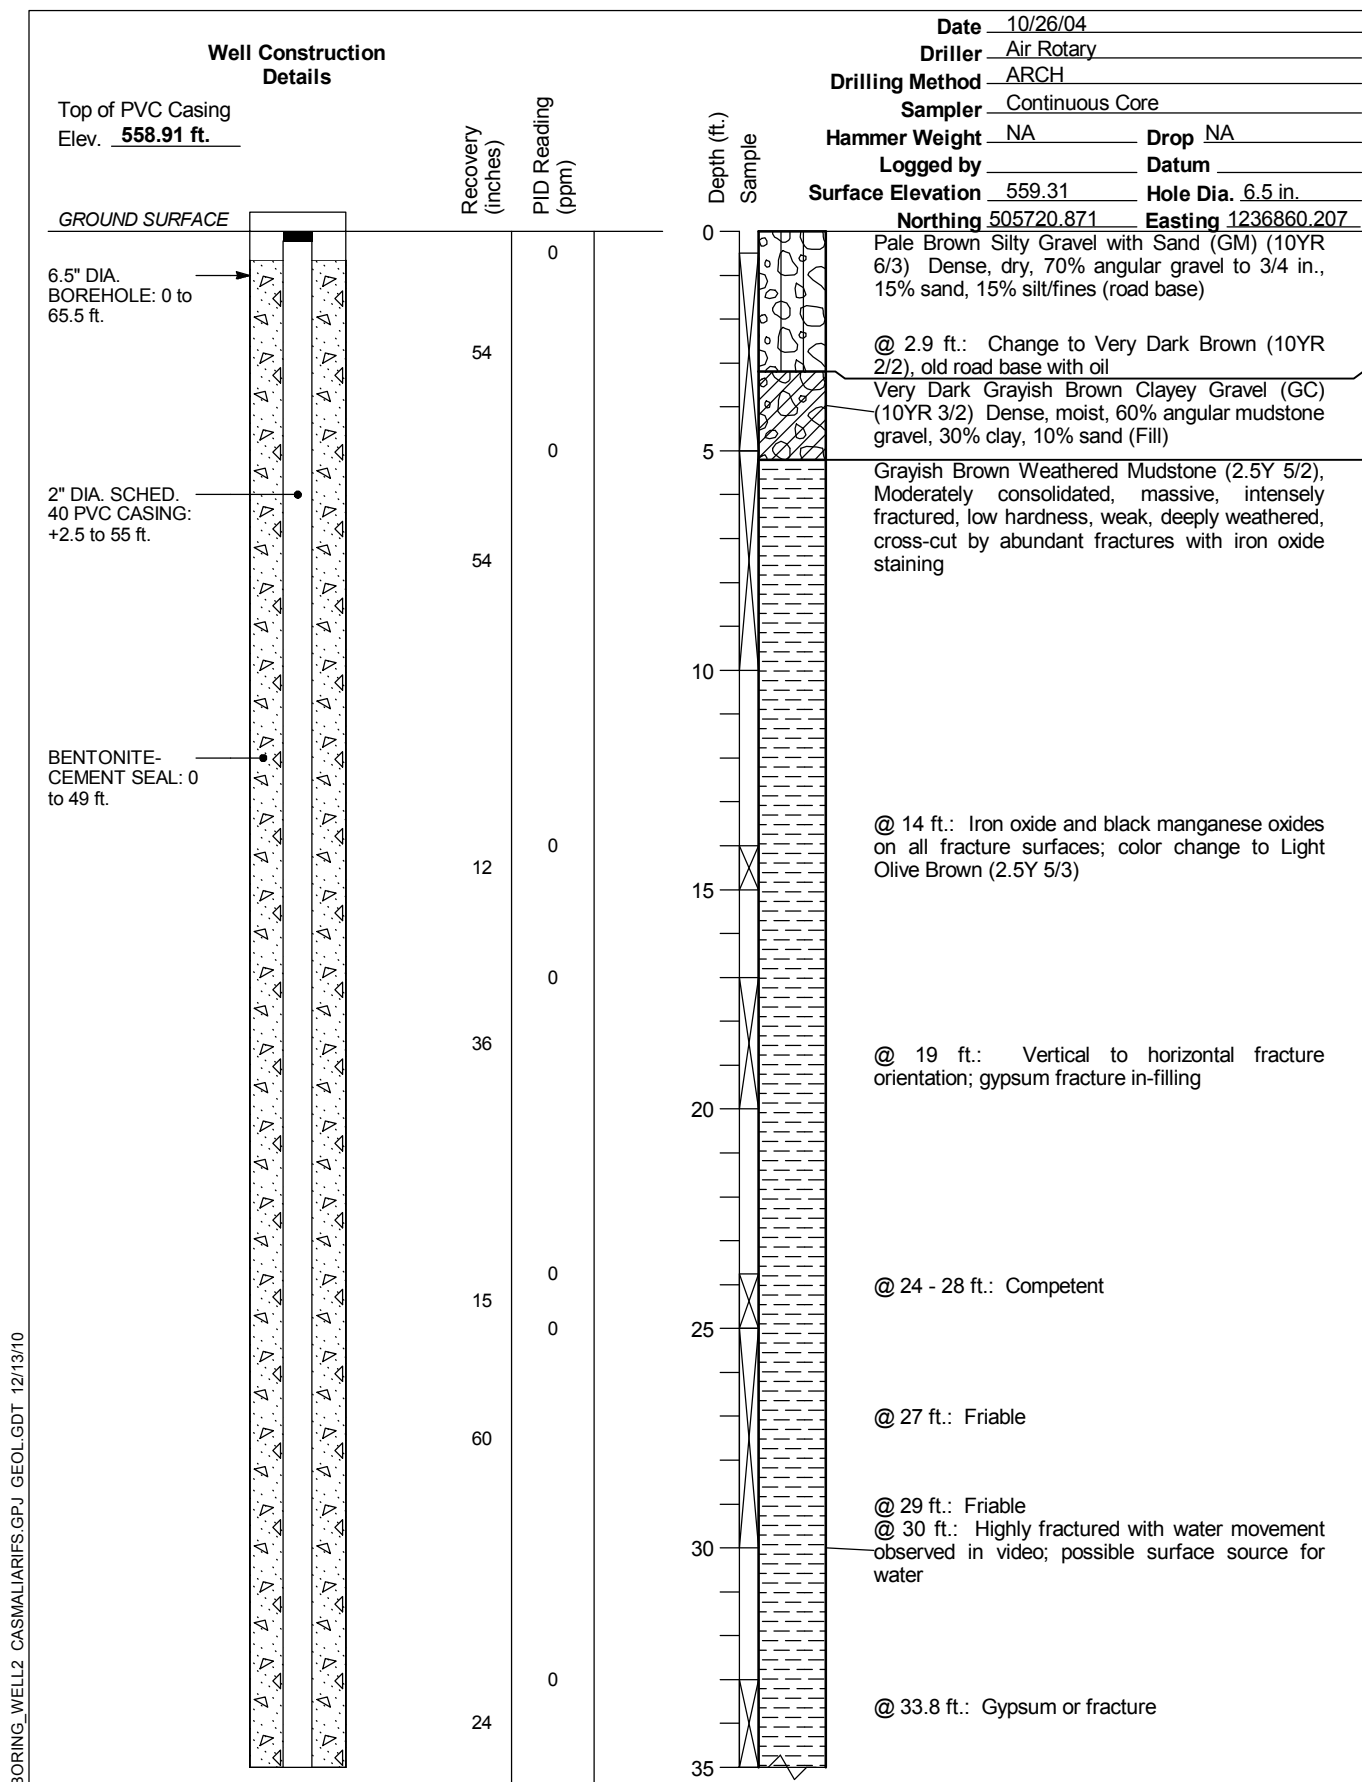 Well Construction
Details
Top of PVC Casing
Elev. 558.91 ft.
GROUND SURFACE
Recovery
(inches)
PID Reading
(ppm)
Depth (ft.)
Sample
Date 10/26/04
Driller Air Rotary
Drilling Method ARCH
Sampler Continuous Core
Hammer Weight NA Drop NA
Logged by Datum
Surface Elevation 559.31 Hole Dia. 6.5 in.
Northing 505720.871 Easting 1236860.207
6.5" DIA.
BOREHOLE: 0 to
65.5 ft.
2" DIA. SCHED.
40 PVC CASING:
+2.5 to 55 ft.
BENTONITE-
CEMENT SEAL: 0
to 49 ft.
54
54
12
36
15
60
24
0
0
0
0
0
0
0
0
5
10
15
20
25
30
35
Pale Brown Silty Gravel with Sand (GM) (10YR
6/3) Dense, dry, 70% angular gravel to 3/4 in.,
15% sand, 15% silt/fines (road base)
@ 2.9 ft.: Change to Very Dark Brown (10YR
2/2), old road base with oil
Very Dark Grayish Brown Clayey Gravel (GC)
(10YR 3/2) Dense, moist, 60% angular mudstone
gravel, 30% clay, 10% sand (Fill)
Grayish Brown Weathered Mudstone (2.5Y 5/2),
Moderately consolidated, massive, intensely
fractured, low hardness, weak, deeply weathered,
cross-cut by abundant fractures with iron oxide
staining
@ 14 ft.: Iron oxide and black manganese oxides
on all fracture surfaces; color change to Light
Olive Brown (2.5Y 5/3)
@ 19 ft.: Vertical to horizontal fracture
orientation; gypsum fracture in-filling
@ 24 - 28 ft.: Competent
@ 27 ft.: Friable
@ 29 ft.: Friable
@ 30 ft.: Highly fractured with water movement
observed in video; possible surface source for
water
@ 33.8 ft.: Gypsum or fracture
BORING_WELL2 CASMALIARIFS.GPJ GEOL.GDT 12/13/10